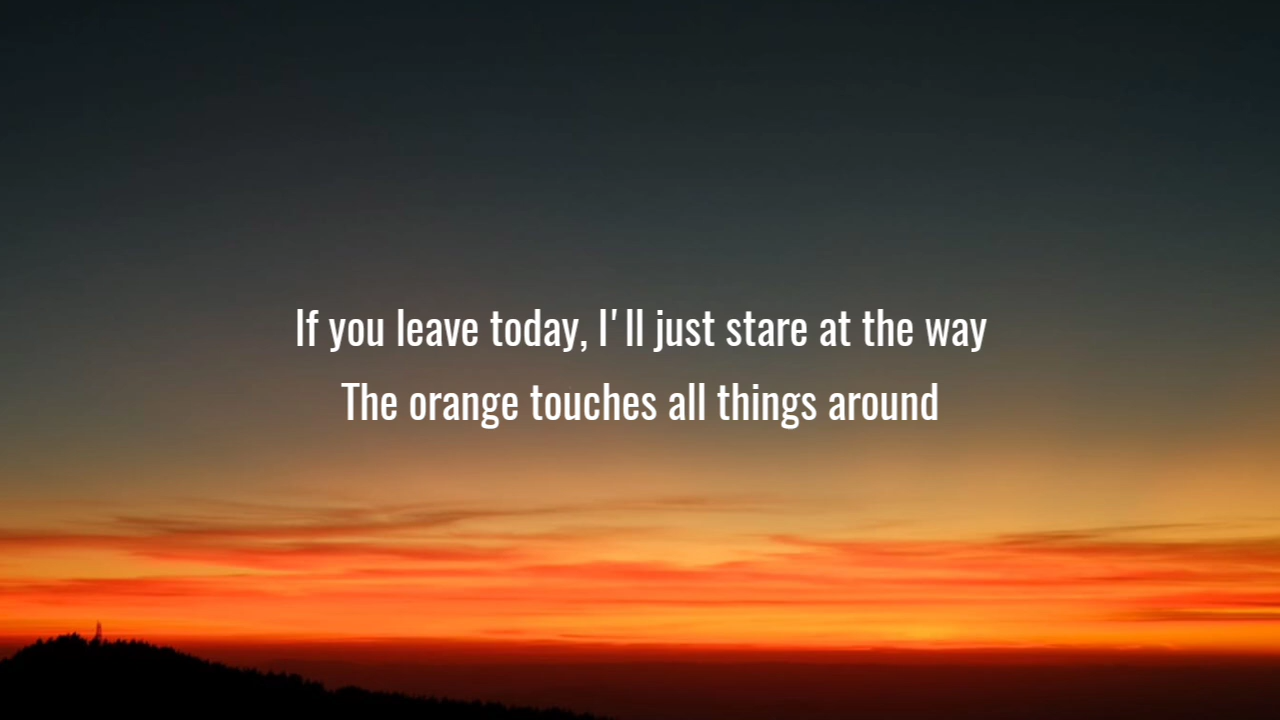 If you leave today, I'll just stare at the way
The orange touches all things around